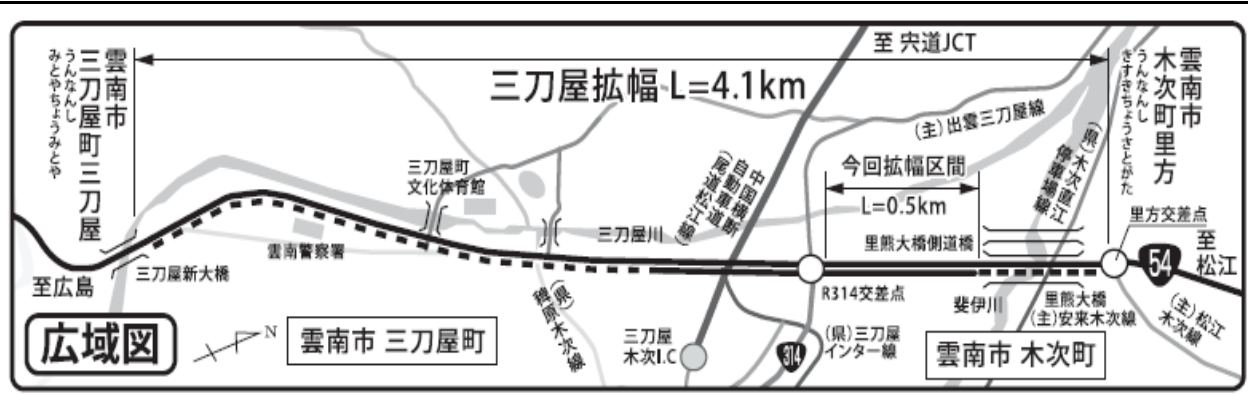 雲南市
うんなんし
三刀屋町三刀屋
みとやちょうみとや
三刀屋拡幅 L=4.1km
至 宍道JCT
雲南市
うんなんし
木次町里方
きすきちょうさとがた
(主)出雲三刀屋線
(県)木次直江
停車場線
今回拡幅区間
L=0.5km
里方交差点
三刀屋町
文化体育館
中国横断
自動車道
(尾道松江線)
三刀屋川
里熊大橋側道橋
至
松江
54
雲南警察署
三刀屋新大橋
至広島
R314交差点
斐伊川
里熊大橋
(主)安来木次線
(主)松江
木次線
(県)
稗原木次線
広域図
N
雲南市 三刀屋町
三刀屋
木次I.C
314
(県)三刀屋
インター線
雲南市 木次町